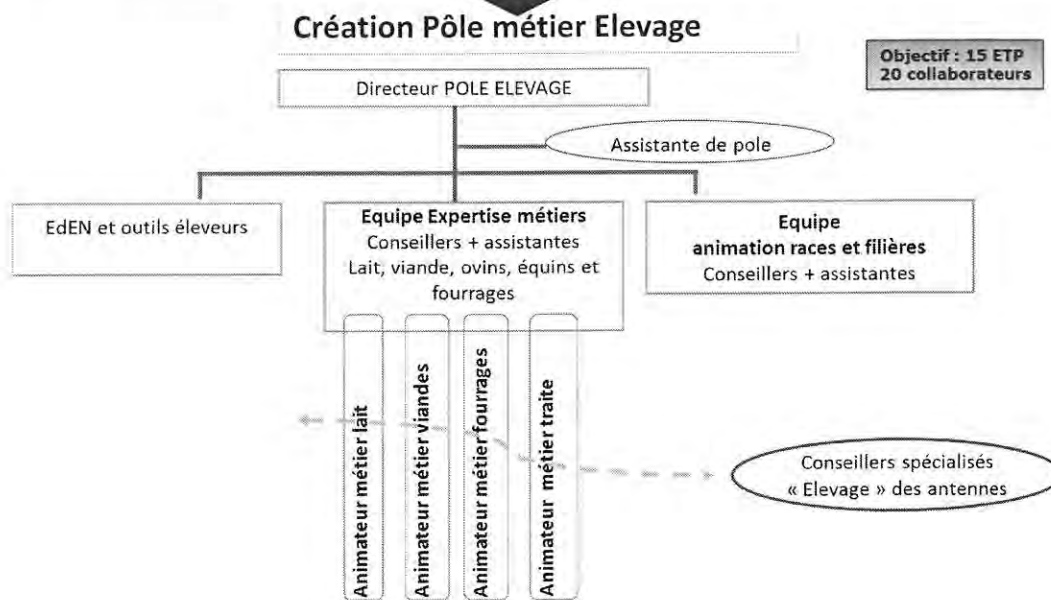 Création Pôle métier Elevage
Objectif : 15 ETP
20 collaborateurs
Directeur POLE ELEVAGE
Assistante de pole
EdEN et outils éleveurs
Equipe Expertise métiers
Conseillers + assistantes
Lait, viande, ovins, équins et
fourrages
Equipe
animation races et filières
Conseillers + assistantes
Animateur métier lait
Animateur métier viandes
Animateur métier fourrages
Animateur métier traite
Conseillers spécialisés
« Elevage » des antennes